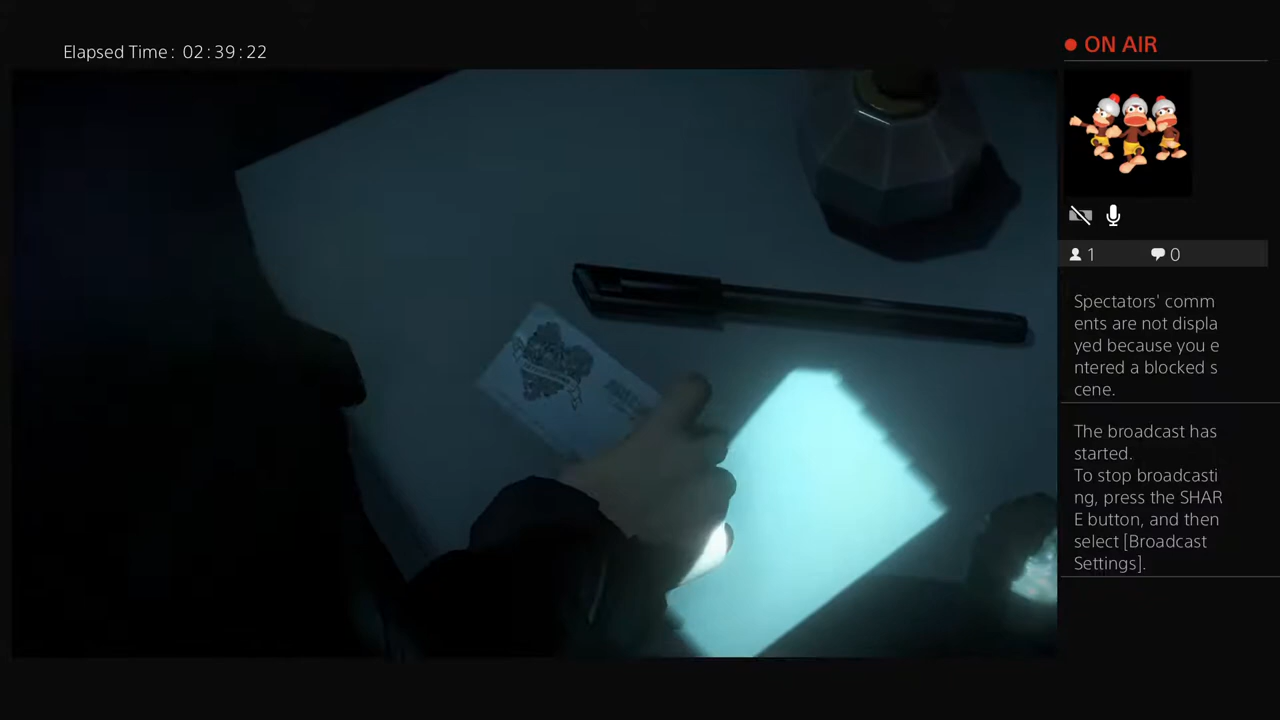 Elapsed Time: 02:39:22
ON AIR
1
0
Spectators' comm
ents are not displa
yed because you e
ntered a blocked s
cene.
The broadcast has
started.
To stop broadcasti
ng, press the SHAR
E button, and then
select [Broadcast
Settings].